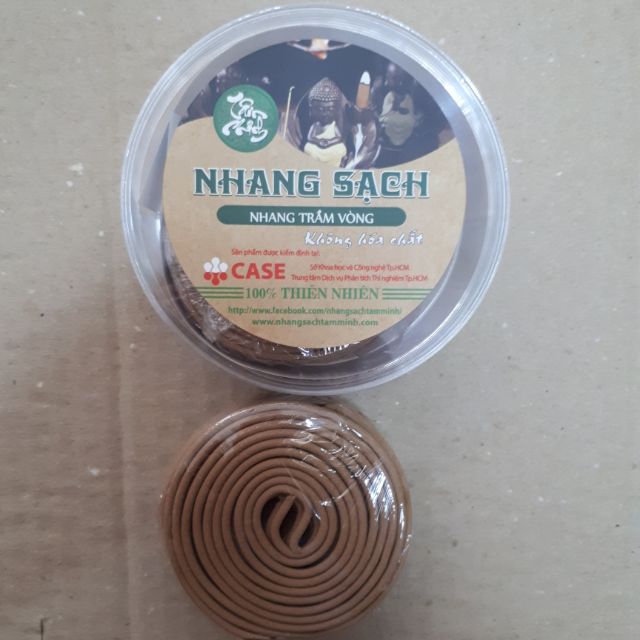 NHANG SẠCH
NHANG TRẦM VÒNG
Không hóa chất
Sản phẩm được kiểm định tại:
CASE
Sở Khoa học và Công nghệ Tp.HCM
Trung tâm Dịch vụ Phân tích Thí nghiệm Tp.HCM
100% THIÊN NHIÊN
http://www.facebook.com/nhangsachtamminh/
www.nhangsachtamminh.com